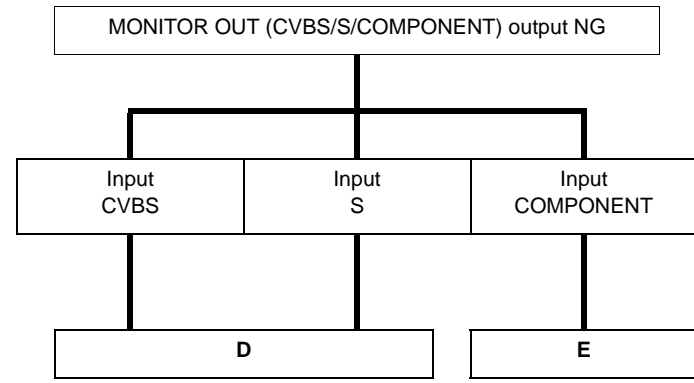 MONITOR OUT (CVBS/S/COMPONENT) output NG
Input
CVBS
Input
S
Input
COMPONENT
D
E